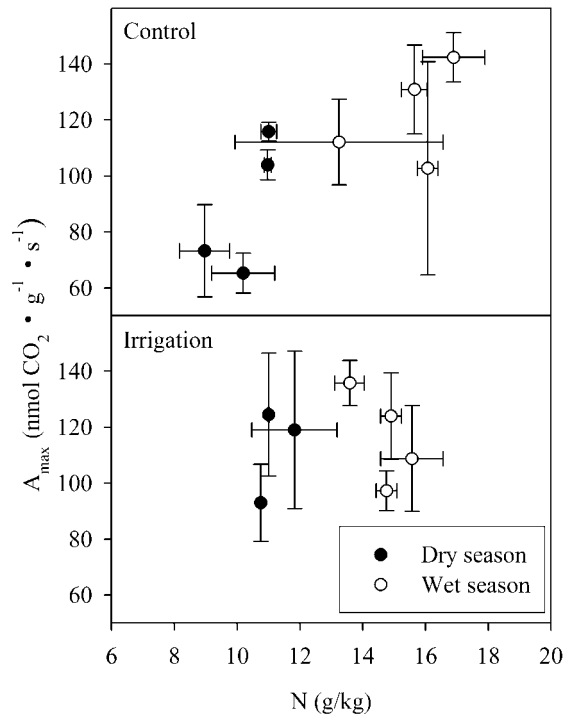 Control
140
120
100
80
60
Irrigation
140
120
100
80
60
A_max (nmol CO₂ • g⁻¹ • s⁻¹)
Dry season
Wet season
6 8 10 12 14 16 18 20
N (g/kg)